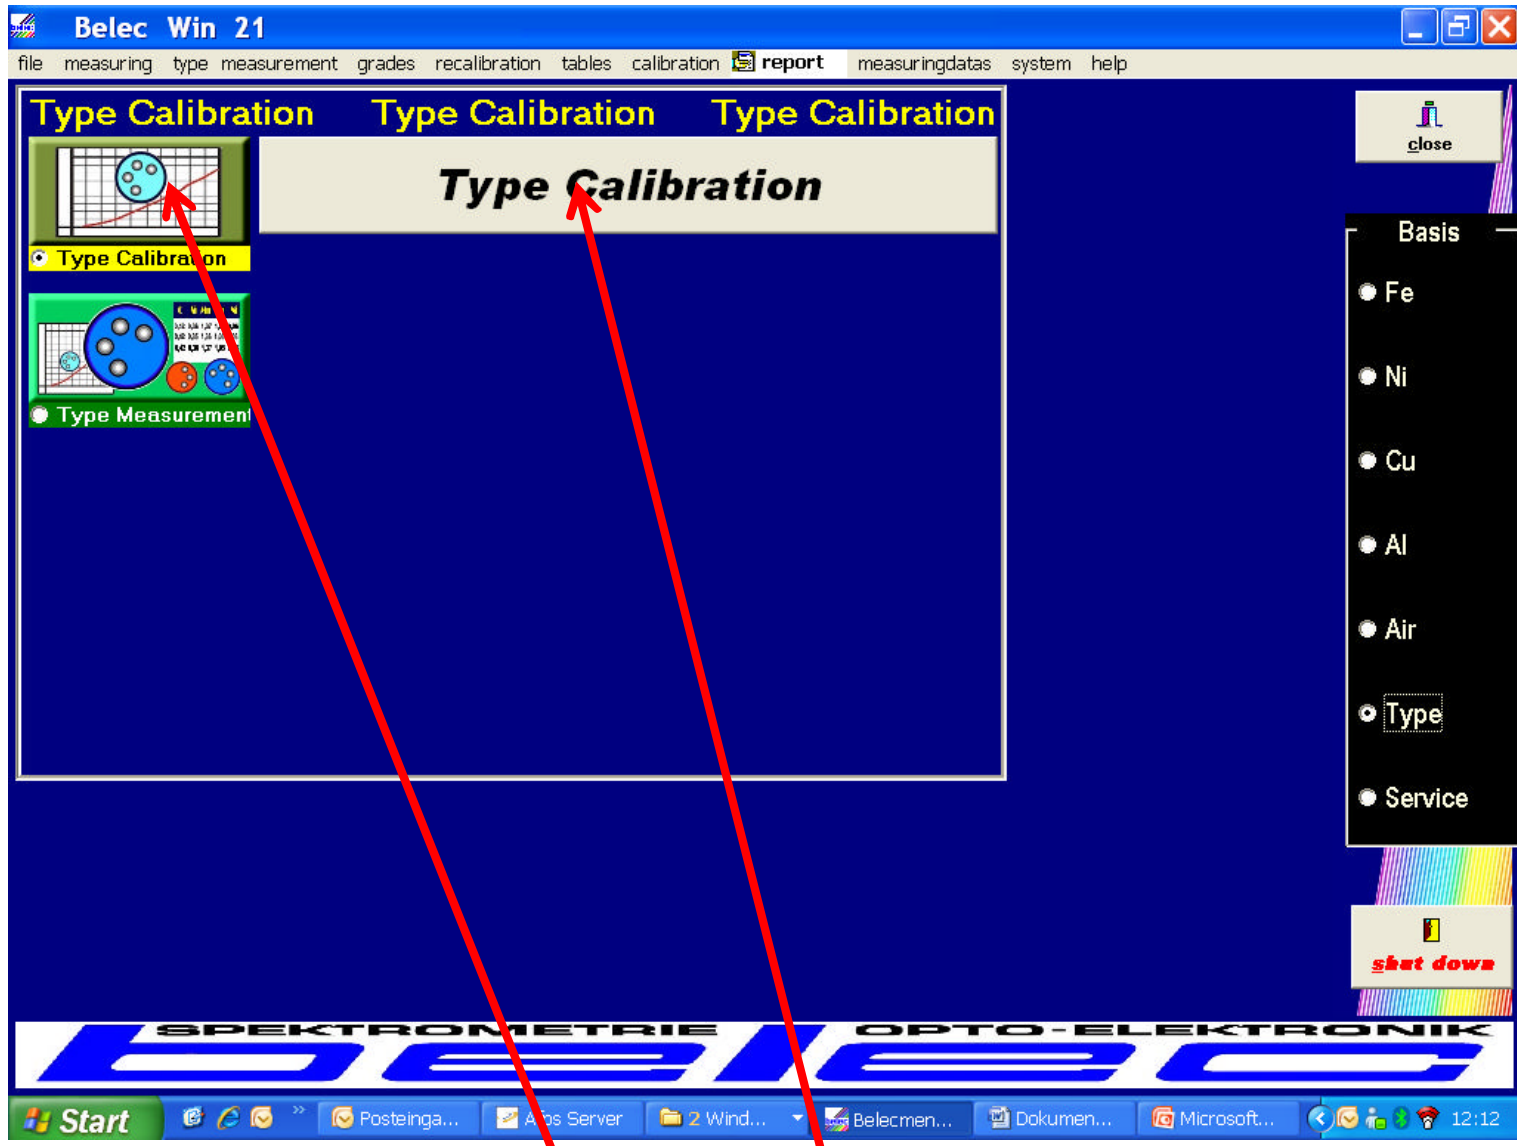 Belec Win 21
file measuring type measurement grades recalibration tables calibration report measuringdatas system help
Type Calibration Type Calibration Type Calibration
Type Calibration
Type Calibration
Type Measurement
close
Basis
Fe
Ni
Cu
Al
Air
Type
Service
shut down
SPEKTROMETRIE OPTO-ELEKTRONIK
belec
Start Posteinga... Server 2 Wind... Belecmen... Dokumen... Microsoft... 12:12